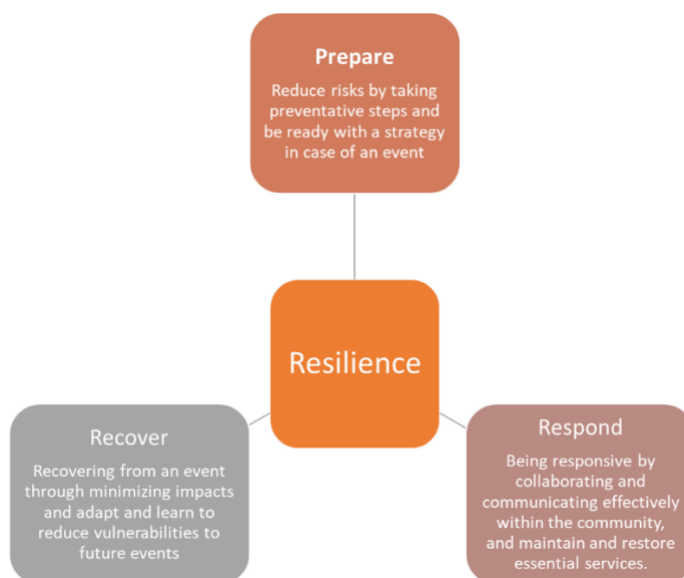 Prepare
Reduce risks by taking
preventative steps and
be ready with a strategy
in case of an event
Resilience
Recover
Recovering from an event
through minimizing impacts
and adapt and learn to
reduce vulnerabilities to
future events
Respond
Being responsive by
collaborating and
communicating effectively
within the community,
and maintain and restore
essential services.